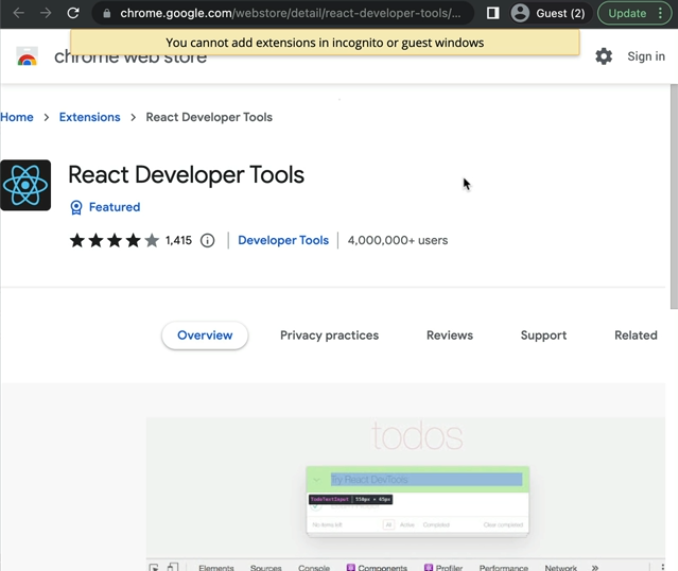 chrome.google.com/webstore/detail/react-developer-tools/...
Guest (2)
Update
You cannot add extensions in incognito or guest windows
chrome web store
Sign in
Home > Extensions > React Developer Tools
React Developer Tools
Featured
1,415
Developer Tools
4,000,000+ users
Overview
Privacy practices
Reviews
Support
Related
todos
Try React DevTools
TodoTextInput | 550px × 65px
No items left
All
Active
Completed
Clear completed
Elements
Sources
Console
Components
Profiler
Performance
Network
»